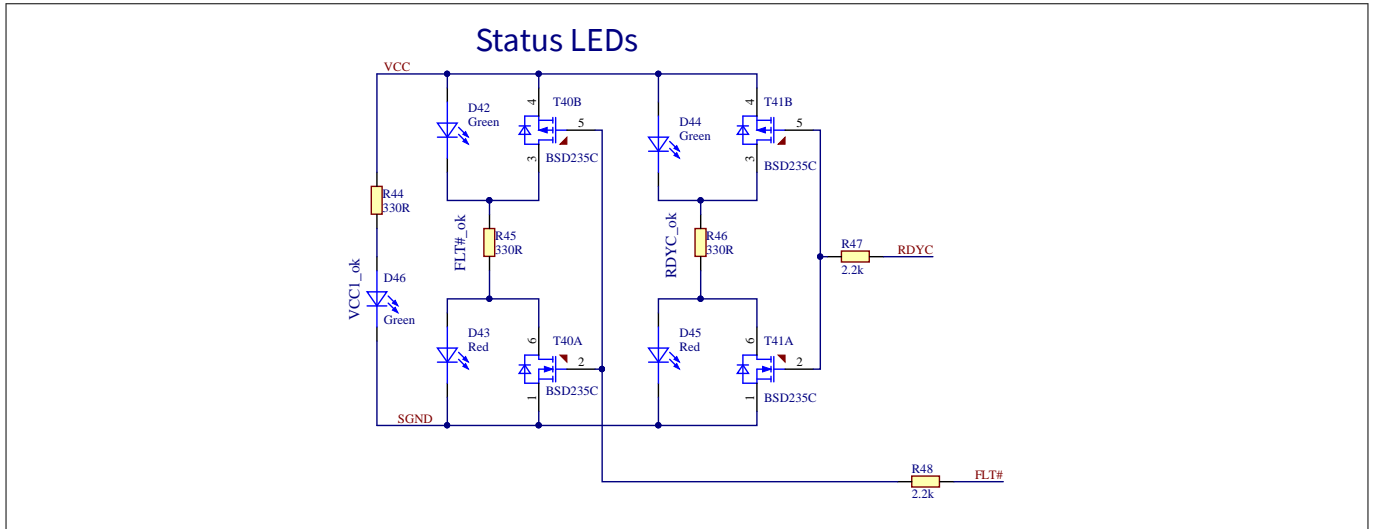 Status LEDs
VCC
D42
Green
4
T40B
5
3
BSD235C
D44
Green
4
T41B
5
3
BSD235C
R44
330R
FLT#_ok
R45
330R
RDYC_ok
R46
330R
R47
2.2k
RDYC
VCC1_ok
D46
Green
D43
Red
6
T40A
2
1
BSD235C
D45
Red
6
T41A
2
1
BSD235C
SGND
R48
2.2k
FLT#